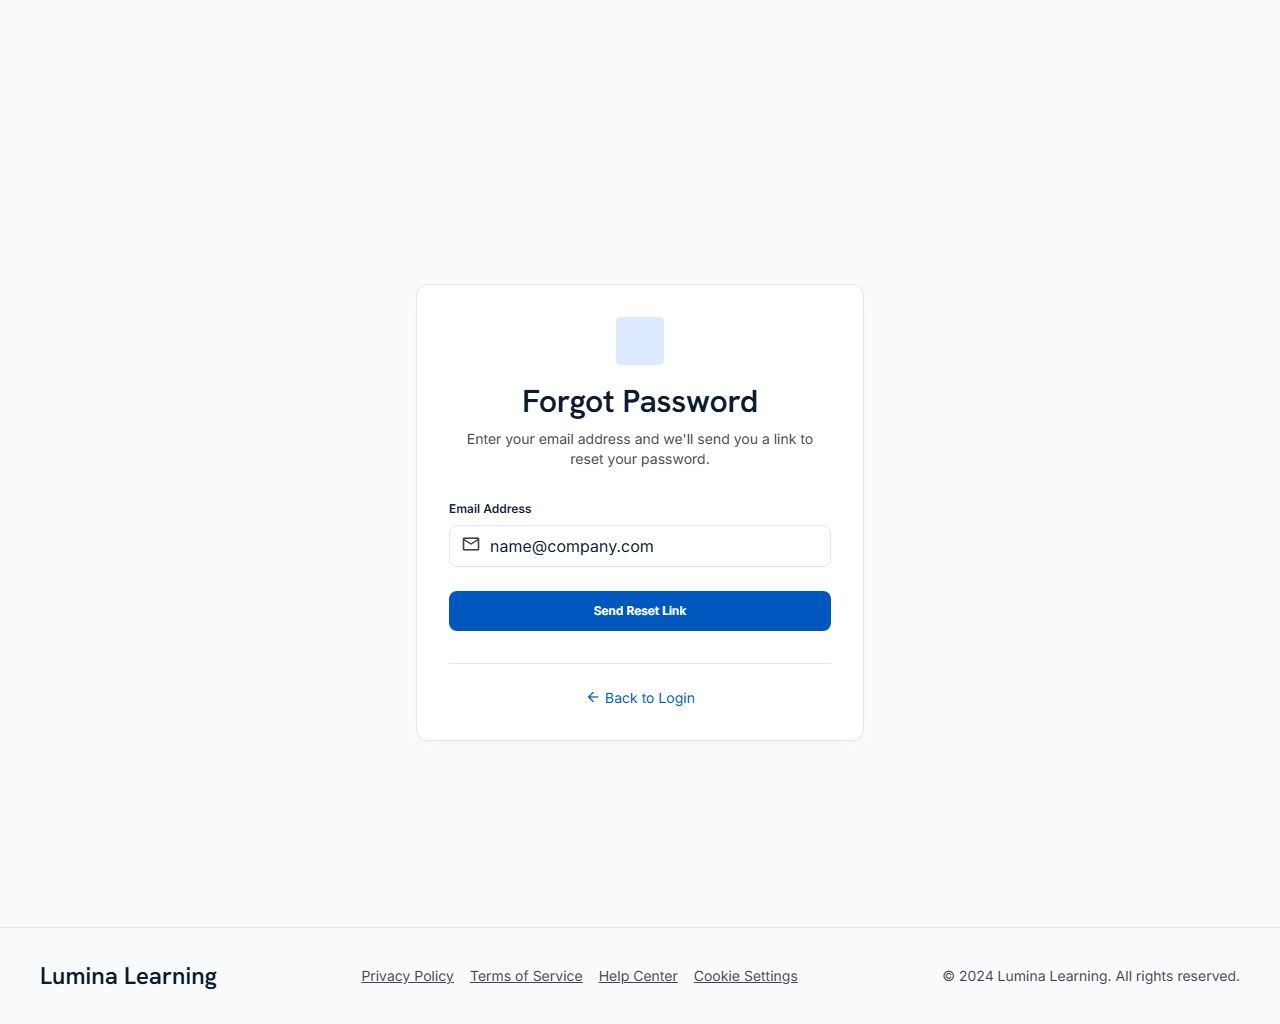 Forgot Password
Enter your email address and we'll send you a link to
reset your password.
Email Address
name@company.com
Send Reset Link
Back to Login
Lumina Learning
Privacy Policy Terms of Service Help Center Cookie Settings
© 2024 Lumina Learning. All rights reserved.